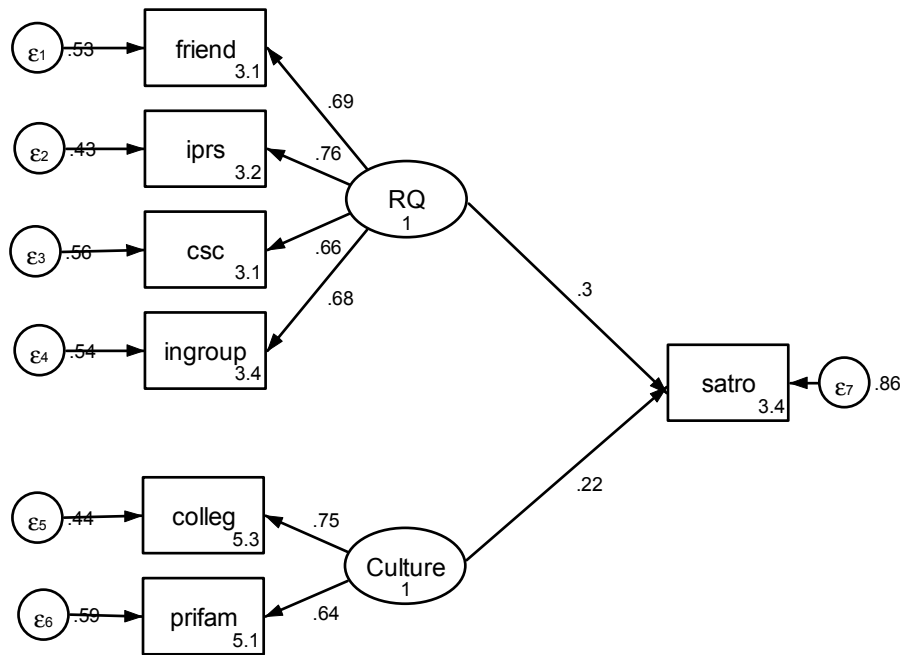 ε1 .53 friend 3.1
.69
ε2 .43 iprs 3.2
.76
RQ
1
ε3 .56 csc 3.1
.66
.68
ε4 .54 ingroup 3.4
.3
satro 3.4 ε7 .86
.22
ε5 .44 colleg 5.3
.75
Culture
1
ε6 .59 prifam 5.1
.64